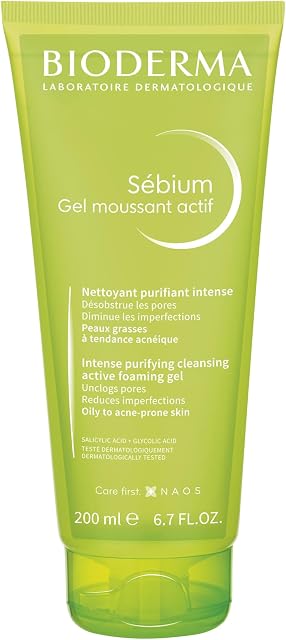 BIODERMA
LABORATOIRE DERMATOLOGIQUE
Sébium
Gel moussant actif
Nettoyant purifiant intense
Désobstrue les pores
Diminue les imperfections
Peaux grasses
à tendance acnéique
Intense purifying cleansing
active foaming gel
Unclogs pores
Reduces imperfections
Oily to acne-prone skin
SALICYLIC ACID + GLYCOLIC ACID
TESTÉ DERMATOLOGIQUEMENT
DERMATOLOGICALLY TESTED
Care first. NAOS
200 ml e 6.7 FL.OZ.